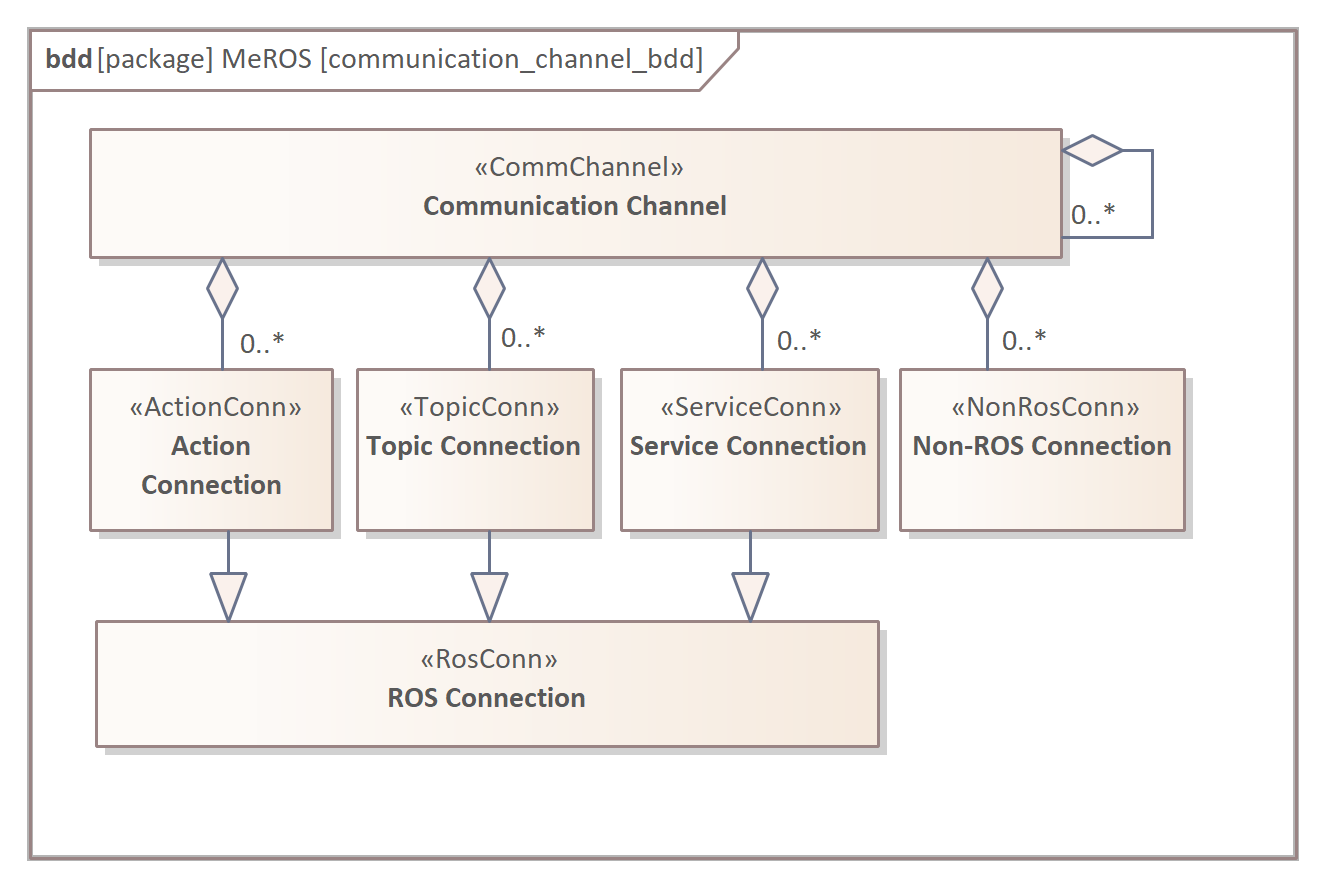 bdd [package] MeROS [communication_channel_bdd]
«CommChannel»
Communication Channel
0..*
0..*
0..*
0..*
0..*
«ActionConn»
Action
Connection
«TopicConn»
Topic Connection
«ServiceConn»
Service Connection
«NonRosConn»
Non-ROS Connection
«RosConn»
ROS Connection